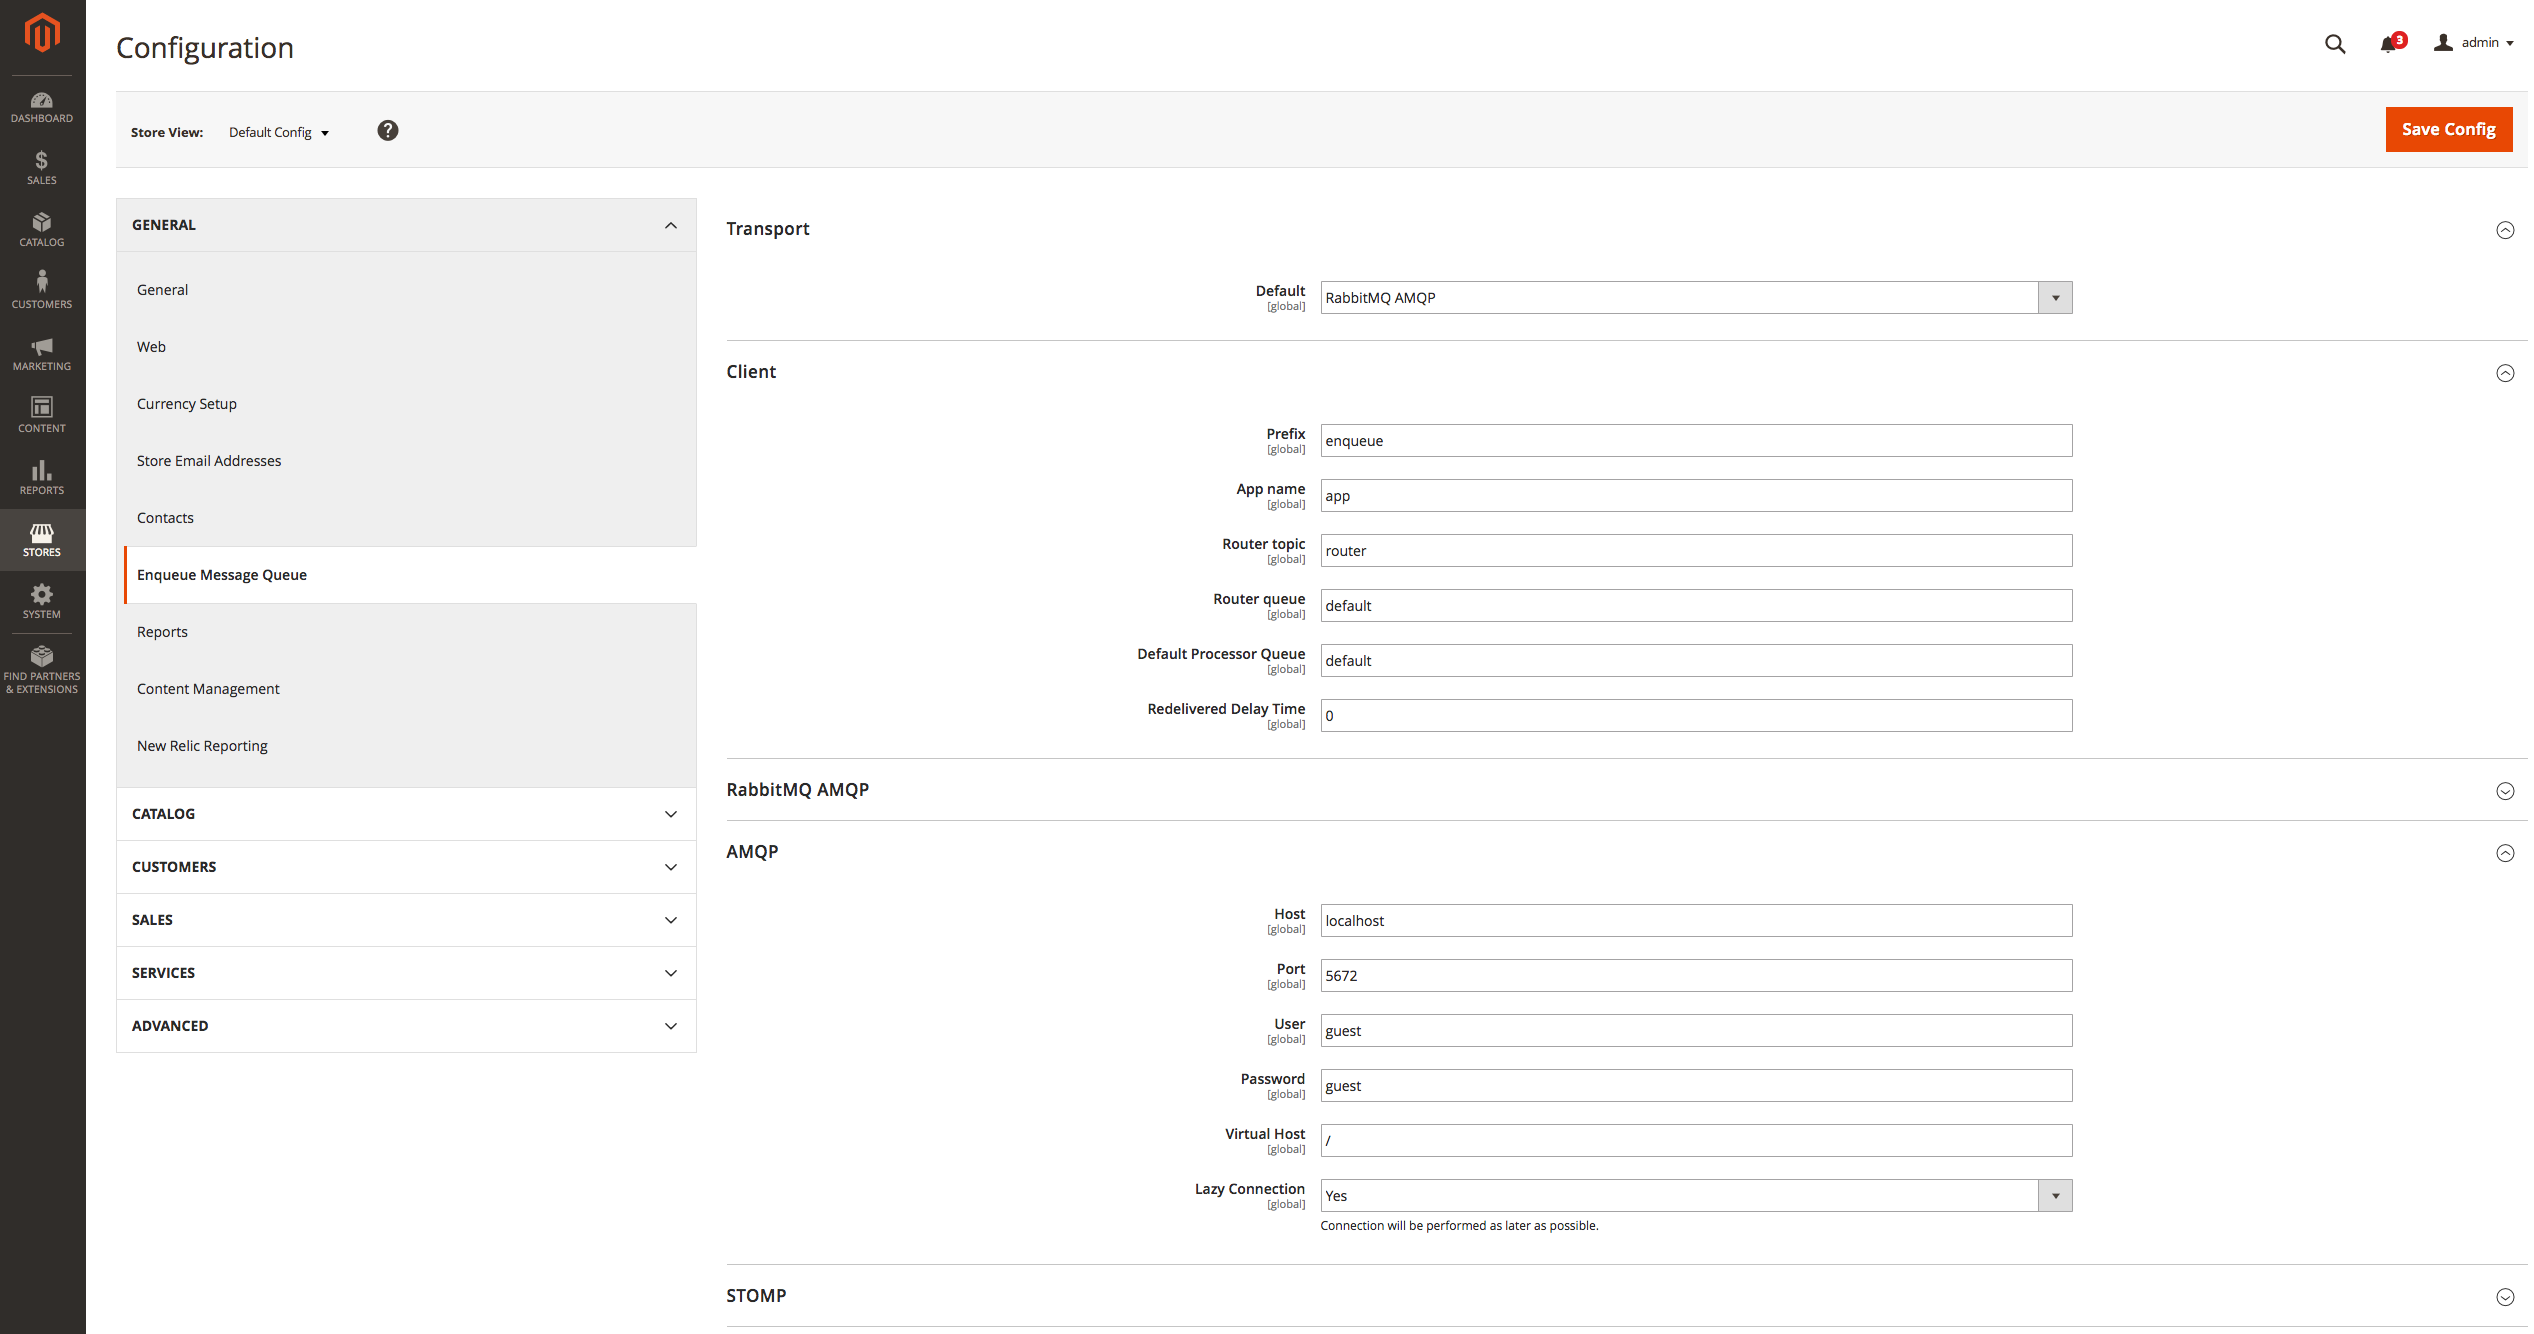 Configuration
3
admin
Store View:
Default Config
?
Save Config
DASHBOARD
SALES
CATALOG
CUSTOMERS
MARKETING
CONTENT
REPORTS
STORES
SYSTEM
FIND PARTNERS
& EXTENSIONS
GENERAL
General
Web
Currency Setup
Store Email Addresses
Contacts
Enqueue Message Queue
Reports
Content Management
New Relic Reporting
CATALOG
CUSTOMERS
SALES
SERVICES
ADVANCED
Transport
Default
[global]
RabbitMQ AMQP
Client
Prefix
[global]
enqueue
App name
[global]
app
Router topic
[global]
router
Router queue
[global]
default
Default Processor Queue
[global]
default
Redelivered Delay Time
[global]
0
RabbitMQ AMQP
AMQP
Host
[global]
localhost
Port
[global]
5672
User
[global]
guest
Password
[global]
guest
Virtual Host
[global]
/
Lazy Connection
[global]
Yes
Connection will be performed as later as possible.
STOMP